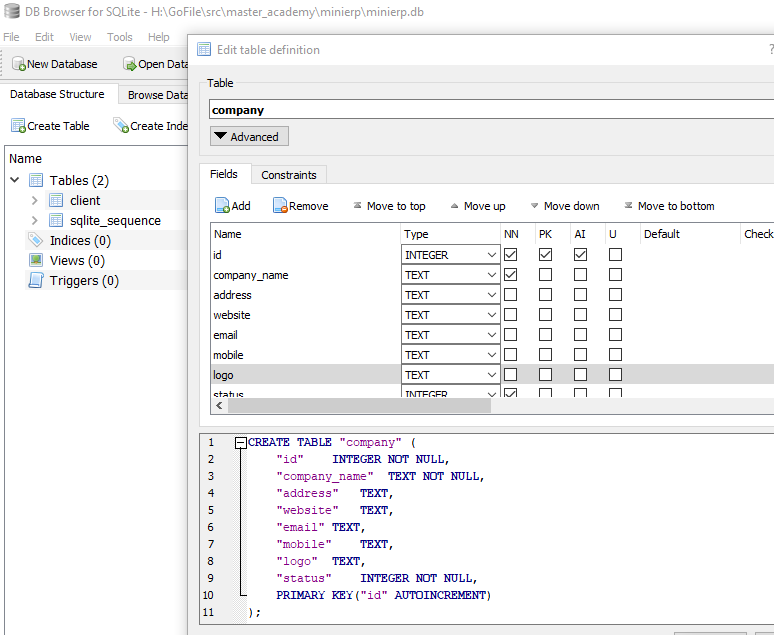 DB Browser for SQLite - H:\GoFile\src\master_academy\minierp\minierp.db
File Edit View Tools Help
New Database Open Data
Database Structure Browse Data
Create Table Create Inde
Name
Tables (2)
client
sqlite_sequence
Indices (0)
Views (0)
Triggers (0)
Edit table definition ?
Table
company
Advanced
Fields Constraints
Add Remove Move to top Move up Move down Move to bottom
Name Type NN PK AI U Default Check
id INTEGER
company_name TEXT
address TEXT
website TEXT
email TEXT
mobile TEXT
logo TEXT
status INTEGER
1 CREATE TABLE "company" (
2 "id" INTEGER NOT NULL,
3 "company_name" TEXT NOT NULL,
4 "address" TEXT,
5 "website" TEXT,
6 "email" TEXT,
7 "mobile" TEXT,
8 "logo" TEXT,
9 "status" INTEGER NOT NULL,
10 PRIMARY KEY("id" AUTOINCREMENT)
11 );